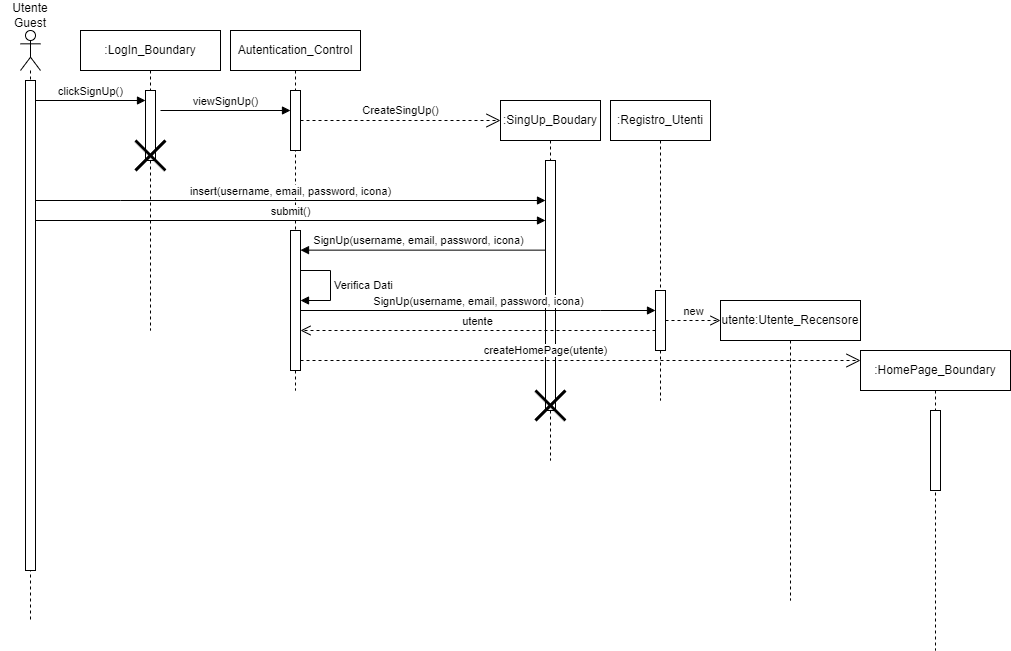 Utente
Guest
:LogIn_Boundary
Autentication_Control
clickSignUp()
viewSignUp()
CreateSingUp()
:SingUp_Boudary
:Registro_Utenti
insert(username, email, password, icona)
submit()
SignUp(username, email, password, icona)
Verifica Dati
SignUp(username, email, password, icona)
new
utente:Utente_Recensore
utente
createHomePage(utente)
:HomePage_Boundary